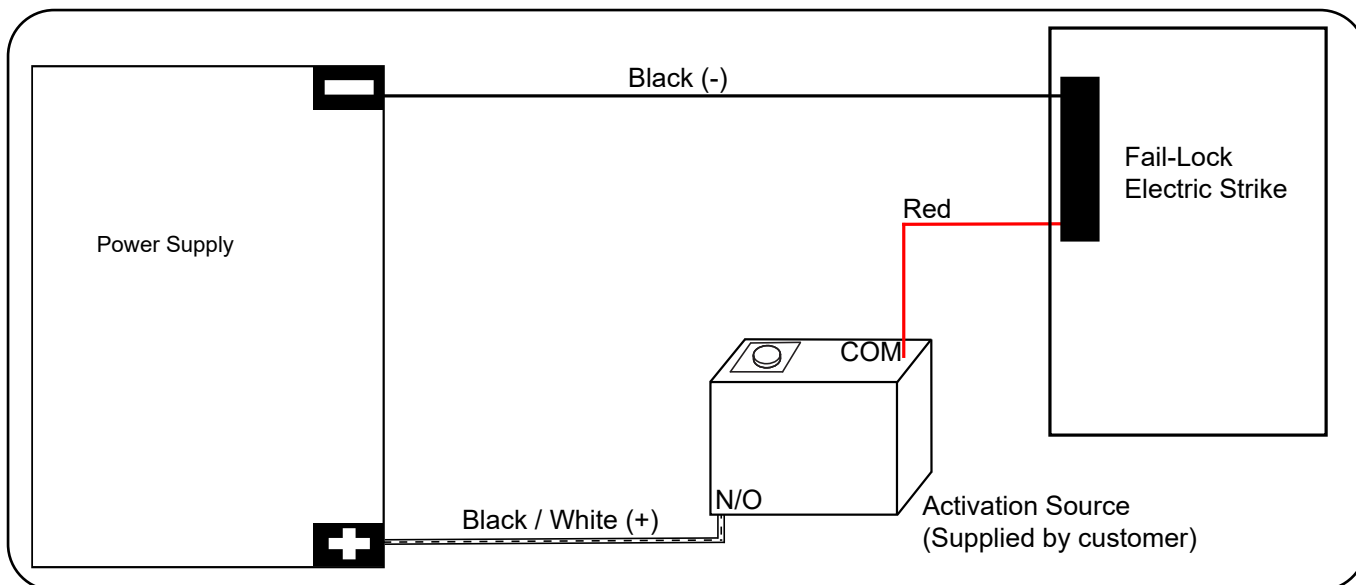 Black (-)
Fail-Lock
Electric Strike
Red
Power Supply
COM
N/O
Activation Source
Black / White (+)
(Supplied by customer)